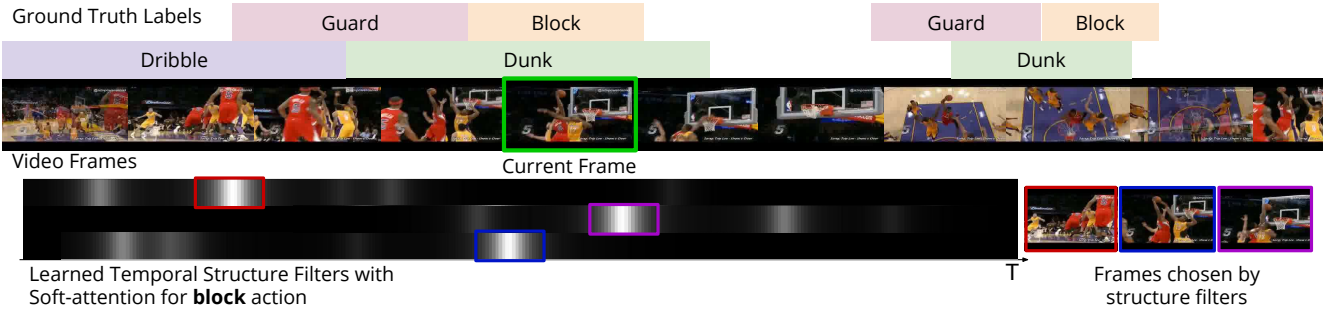 Ground Truth Labels
Guard
Block
Guard
Block
Dribble
Dunk
Dunk
Video Frames
Current Frame
T
Learned Temporal Structure Filters with
Soft-attention for block action
Frames chosen by
structure filters